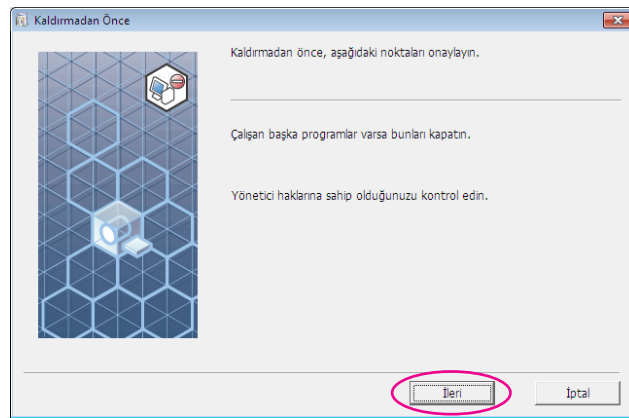 Kaldırmadan Önce
Kaldırmadan önce, aşağıdaki noktaları onaylayın.
Çalışan başka programlar varsa bunları kapatın.
Yönetici haklarına sahip olduğunuzu kontrol edin.
İleri
İptal